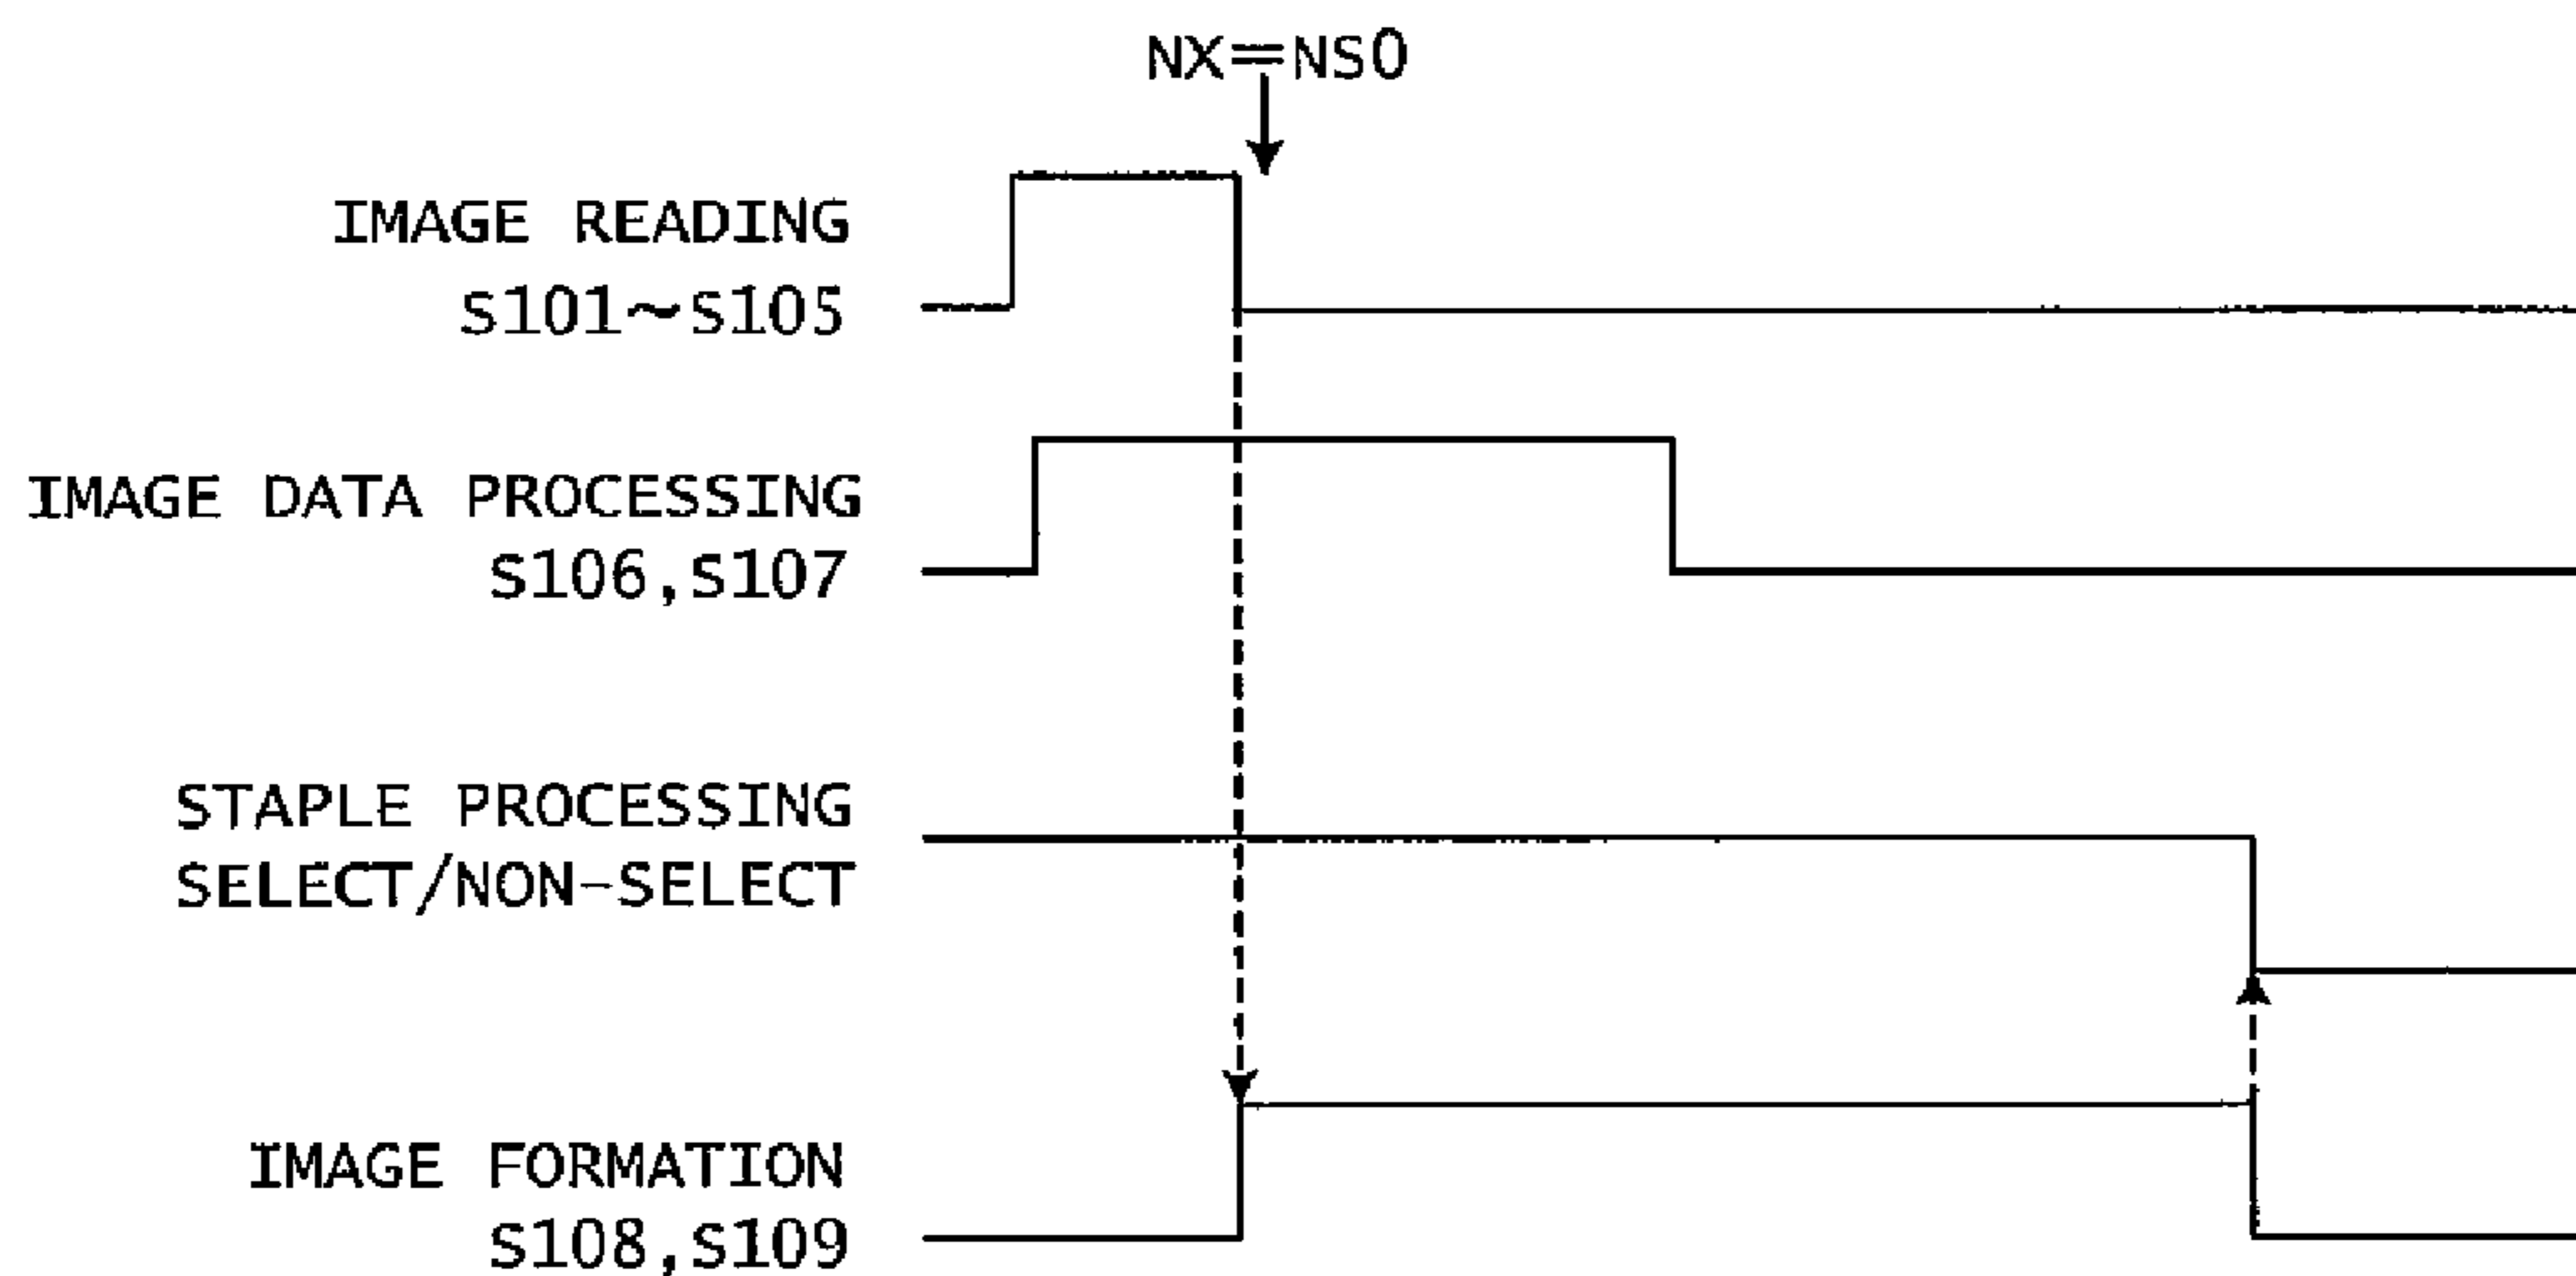 NX=NS0
IMAGE READING
S101~S105
IMAGE DATA PROCESSING
S106,S107
STAPLE PROCESSING
SELECT/NON-SELECT
IMAGE FORMATION
S108,S109